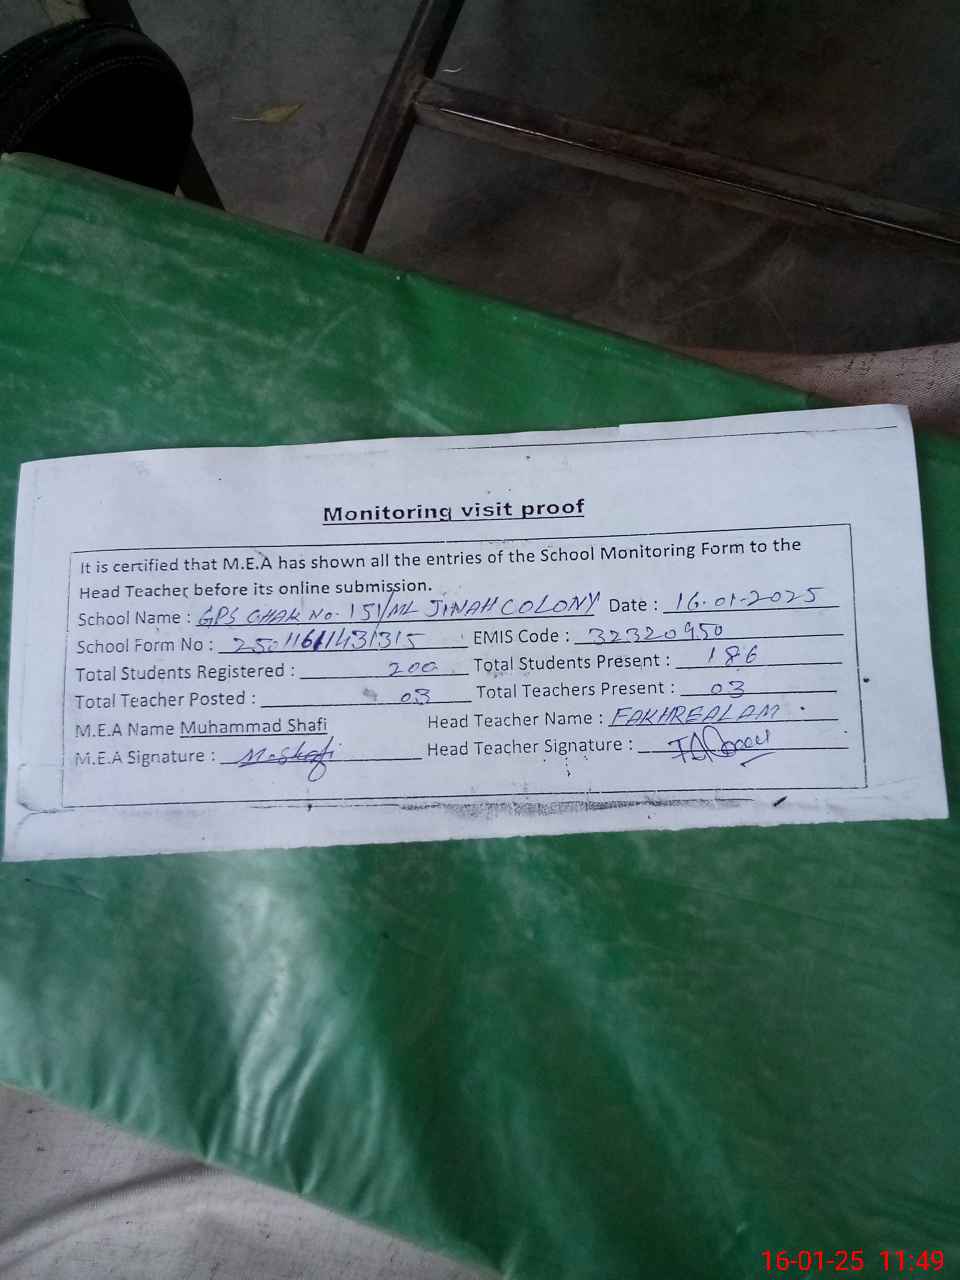 Monitoring visit proof
It is certified that M.E.A has shown all the entries of the School Monitoring Form to the
Head Teacher before its online submission.
School Name : GPS CHAK No. 151/ML JINAH COLONY Date : 16.01.2025
School Form No : 25011611431315 EMIS Code : 32320950
Total Students Registered : 200 Total Students Present : 186
Total Teacher Posted : 03 Total Teachers Present : 03
M.E.A Name Muhammad Shafi Head Teacher Name : FAKHREALAM
M.E.A Signature : M.Shafi Head Teacher Signature :
16-01-25 11:49